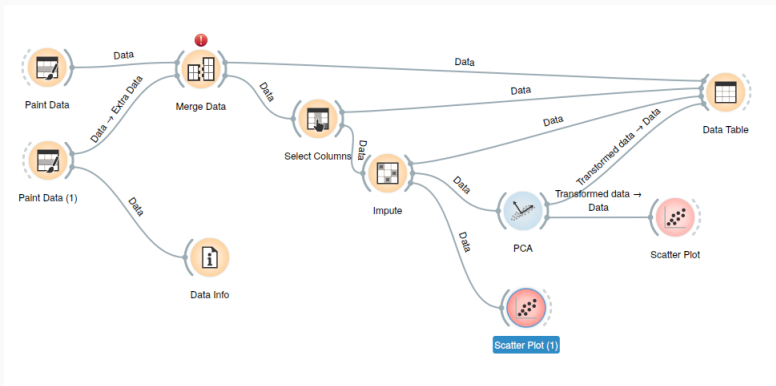 Data
Data
Paint Data
Merge Data
Data → Extra Data
Data
Data
Select Columns
Data
Data
Data Table
Paint Data (1)
Data
Impute
Data
Transformed data → Data
Transformed data →
Data
PCA
Scatter Plot
Data
Data Info
Scatter Plot (1)